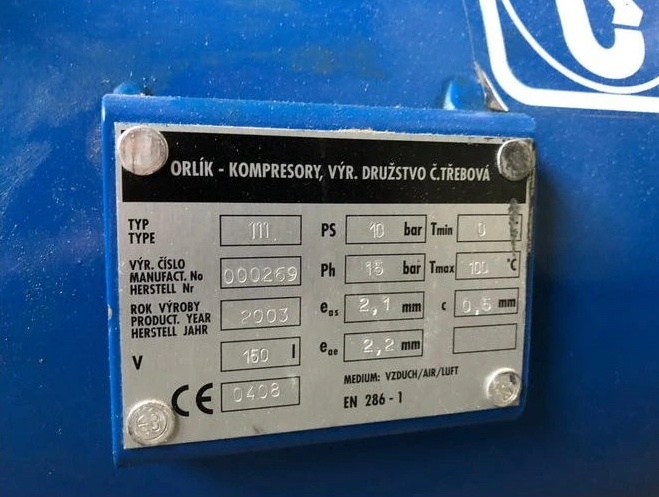 ORLÍK - KOMPRESORY, VÝR. DRUŽSTVO Č.TŘEBOVÁ
TYP
TYPE
111
PS 10 bar Tmin 0
VÝR. ČÍSLO
MANUFACT. No
HERSTELL Nr
000269
Ph 15 bar Tmax 100 °C
ROK VÝROBY
PRODUCT. YEAR
HERSTELL JAHR
2003
eas 2,1 mm c 0,5 mm
V 150 l
eae 2,2 mm
CE 0408
MEDIUM: VZDUCH/AIR/LUFT
EN 286 - 1